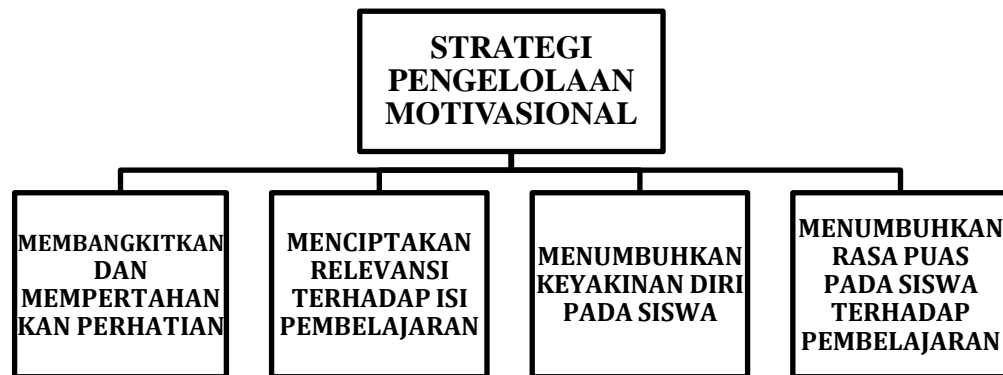 STRATEGI
PENGELOLAAN
MOTIVASIONAL
MEMBANGKITKAN
DAN
MEMPERTAHAN
KAN PERHATIAN
MENCIPTAKAN
RELEVANSI
TERHADAP ISI
PEMBELAJARAN
MENUMBUHKAN
KEYAKINAN DIRI
PADA SISWA
MENUMBUHKAN
RASA PUAS
PADA SISWA
TERHADAP
PEMBELAJARAN